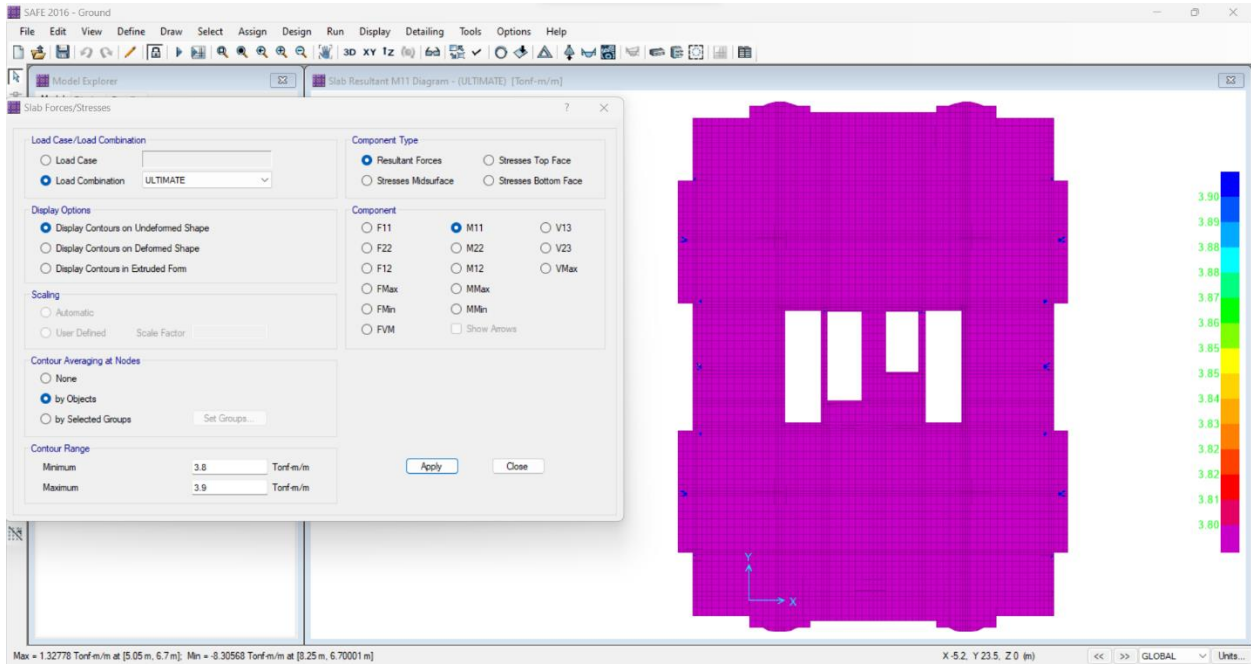 SAFE 2016 - Ground
File Edit View Define Draw Select Assign Design Run Display Detailing Tools Options Help
3D XY
Model Explorer
Slab Resultant M11 Diagram - (ULTIMATE) [Tonf-m/m]
Slab Forces/Stresses
Load Case/Load Combination
Load Case
Load Combination ULTIMATE
Display Options
Display Contours on Undeformed Shape
Display Contours on Deformed Shape
Display Contours in Extruded Form
Scaling
Automatic
User Defined Scale Factor
Contour Averaging at Nodes
None
by Objects
by Selected Groups Set Groups...
Contour Range
Minimum 3.8 Tonf-m/m
Maximum 3.9 Tonf-m/m
Component Type
Resultant Forces Stresses Top Face
Stresses Midsurface Stresses Bottom Face
Component
F11 M11 V13
F22 M22 V23
F12 M12 VMax
FMax MMax
FMin MMin
FVM Show Arrows
Apply Close
3.90
3.89
3.88
3.88
3.87
3.86
3.85
3.85
3.84
3.83
3.82
3.82
3.81
3.80
Y
X
Max = 1.32778 Tonf-m/m at [5.05 m, 6.7 m]; Min = -8.30568 Tonf-m/m at [8.25 m, 6.70001 m]
X -5.2, Y 23.5, Z 0 (m) << >> GLOBAL Units...